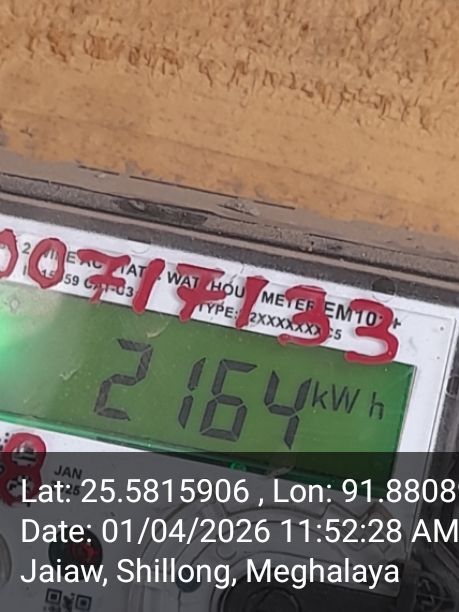 00717133
WATT HOUR METER EM101+
TYPE:
2164 kWh
JAN
Lat: 25.5815906 , Lon: 91.8808
Date: 01/04/2026 11:52:28 AM
Jaiaw, Shillong, Meghalaya